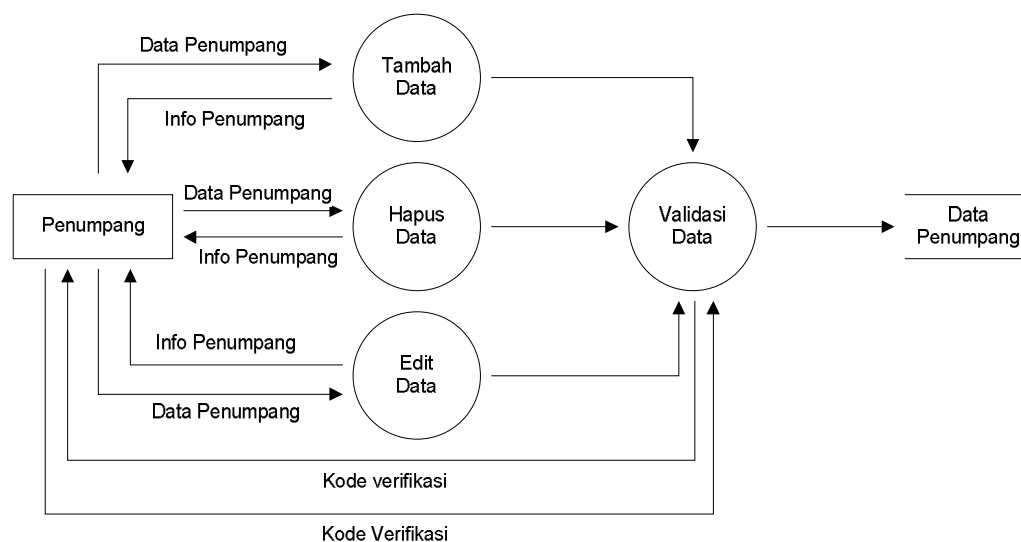 Data Penumpang
Tambah
Data
Info Penumpang
Data Penumpang
Penumpang
Hapus
Data
Info Penumpang
Validasi
Data
Data
Penumpang
Info Penumpang
Edit
Data
Data Penumpang
Kode verifikasi
Kode Verifikasi